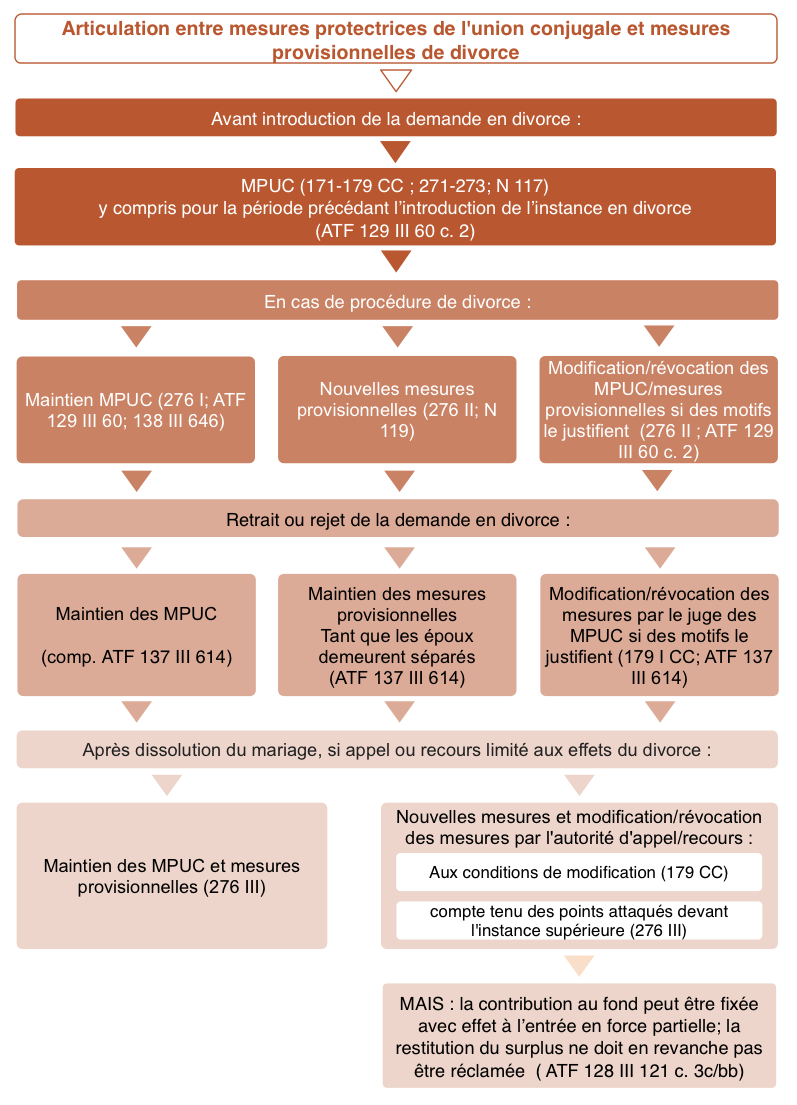 Articulation entre mesures protectrices de l'union conjugale et mesures
provisionnelles de divorce
Avant introduction de la demande en divorce :
MPUC (171-179 CC ; 271-273; N 117)
y compris pour la période précédant l'introduction de l'instance en divorce
(ATF 129 III 60 c. 2)
En cas de procédure de divorce :
Maintien MPUC (276 I; ATF
129 III 60; 138 III 646)
Nouvelles mesures
provisionnelles (276 II; N
119)
Modification/révocation des
MPUC/mesures
provisionnelles si des motifs
le justifient (276 II ; ATF 129
III 60 c. 2)
Retrait ou rejet de la demande en divorce :
Maintien des MPUC
(comp. ATF 137 III 614)
Maintien des mesures
provisionnelles
Tant que les époux
demeurent séparés
(ATF 137 III 614)
Modification/révocation des
mesures par le juge des
MPUC si des motifs le
justifient (179 I CC; ATF 137
III 614)
Après dissolution du mariage, si appel ou recours limité aux effets du divorce :
Maintien des MPUC et mesures
provisionnelles (276 III)
Nouvelles mesures et modification/révocation
des mesures par l'autorité d'appel/recours :
Aux conditions de modification (179 CC)
compte tenu des points attaqués devant
l'instance supérieure (276 III)
MAIS : la contribution au fond peut être fixée
avec effet à l'entrée en force partielle; la
restitution du surplus ne doit en revanche pas
être réclamée ( ATF 128 III 121 c. 3c/bb)